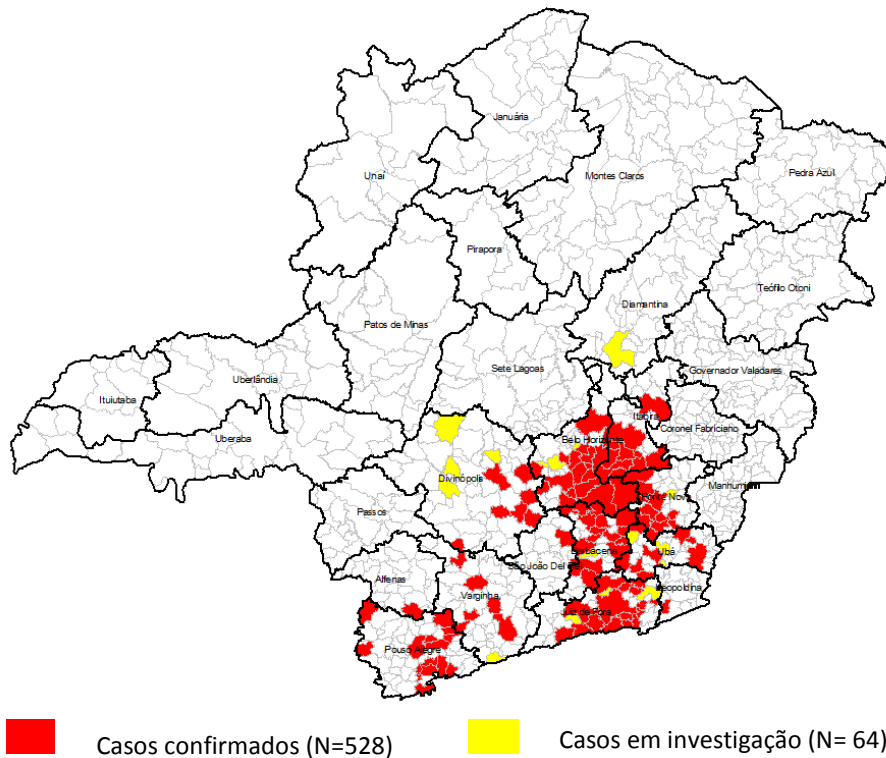 Januária
Unaí
Montes Claros
Pedra Azul
Pirapora
Teófilo Otoni
Diamantina
Patos de Minas
Sete Lagoas
Governador Valadares
Uberlândia
Ituiutaba
Itabira
Coronel Fabriciano
Uberaba
Belo Horizonte
Divinópolis
Manhumirim
Ponte Nova
Passos
Barbacena
Ubá
São João Del Rei
Alfenas
Leopoldina
Varginha
Juiz de Fora
Pouso Alegre
Casos confirmados (N=528)
Casos em investigação (N= 64)